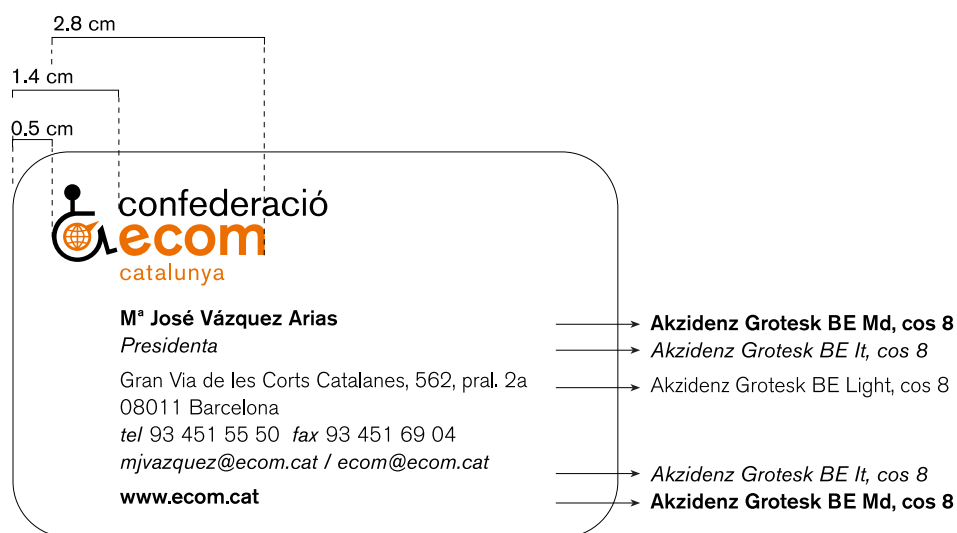 2.8 cm
1.4 cm
0.5 cm
confederació
ecom
catalunya
Mª José Vázquez Arias
Akzidenz Grotesk BE Md, cos 8
Presidenta
Akzidenz Grotesk BE It, cos 8
Gran Via de les Corts Catalanes, 562, pral. 2a
Akzidenz Grotesk BE Light, cos 8
08011 Barcelona
tel 93 451 55 50 fax 93 451 69 04
mjvazquez@ecom.cat / ecom@ecom.cat
Akzidenz Grotesk BE It, cos 8
www.ecom.cat
Akzidenz Grotesk BE Md, cos 8